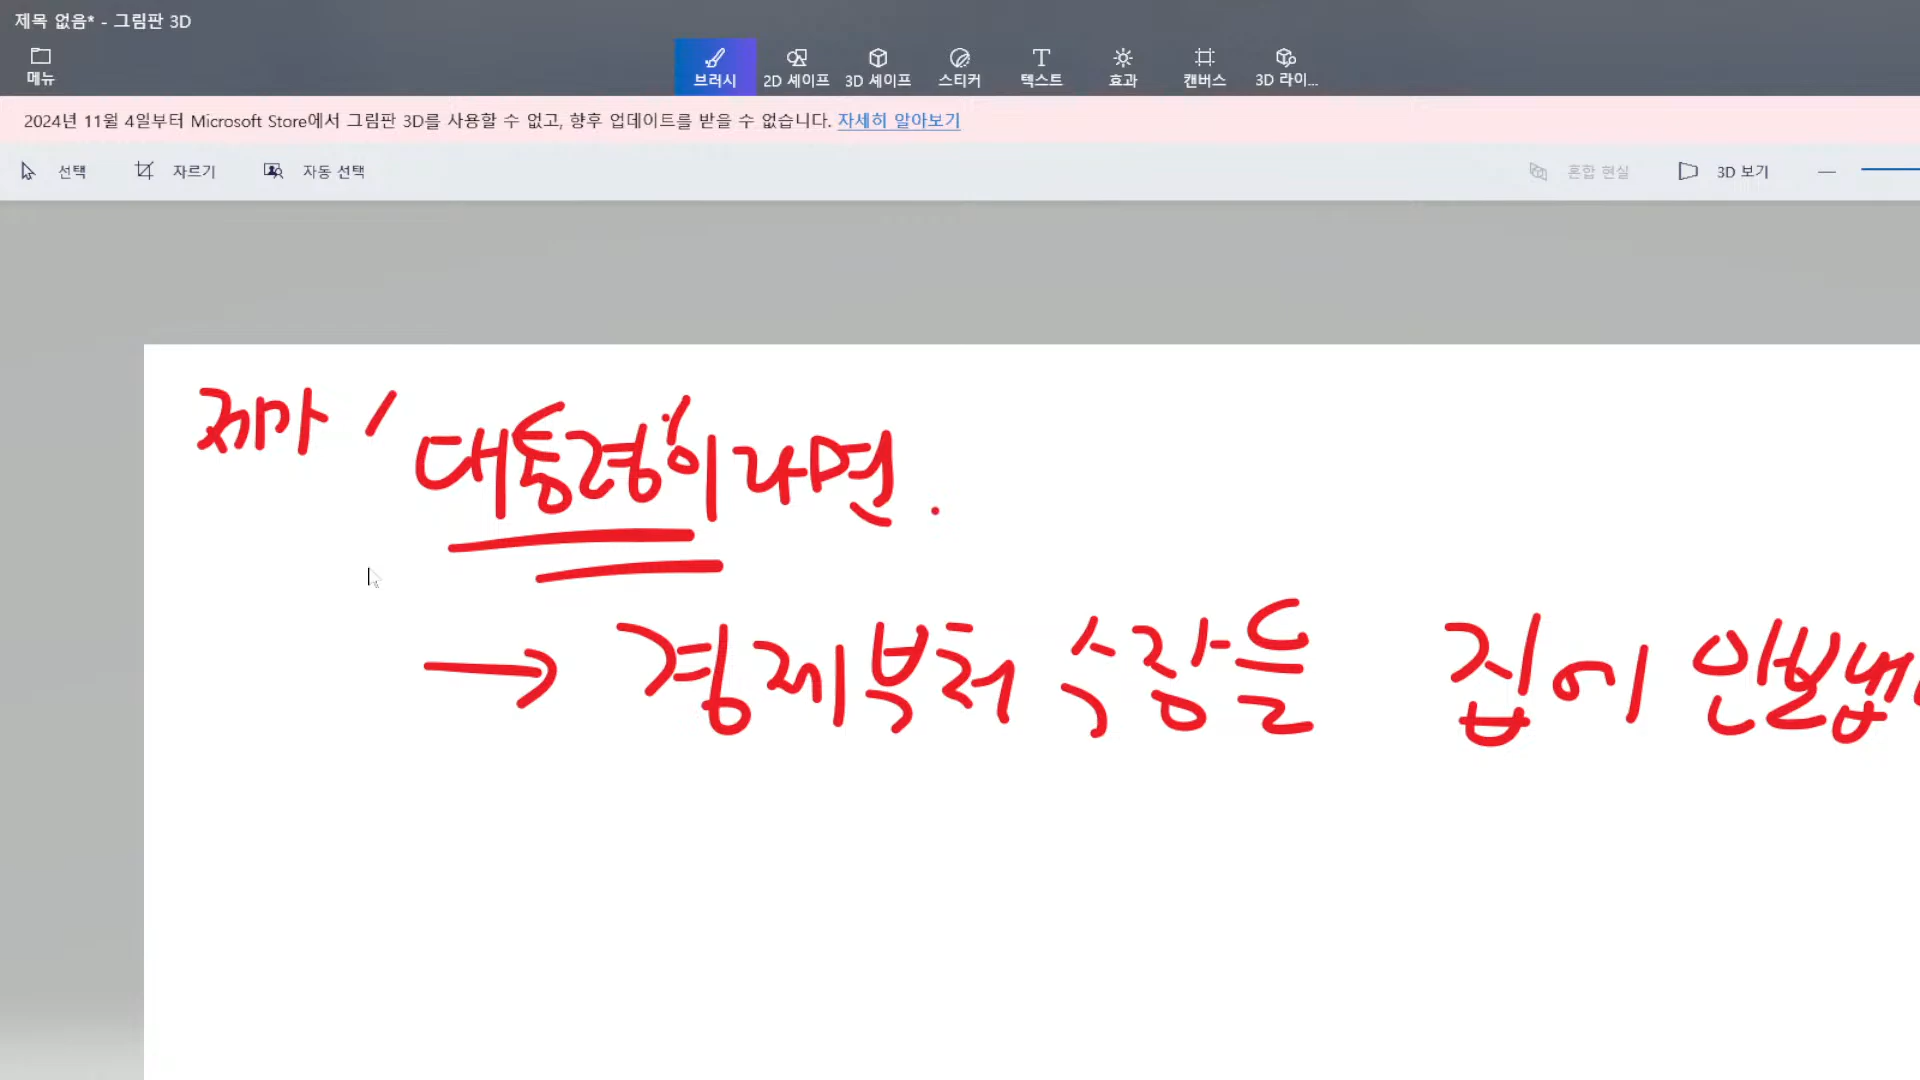 제목 없음* - 그림판 3D
메뉴
브러시 2D 셰이프 3D 셰이프 스티커 텍스트 효과 캔버스 3D 라이...
2024년 11월 4일부터 Microsoft Store에서 그림판 3D를 사용할 수 없고, 향후 업데이트를 받을 수 없습니다. 자세히 알아보기
선택 자르기 자동 선택 혼합 현실 3D 보기
제가
대통령이라면.
→ 경제부처 수장들 집에 안보낸